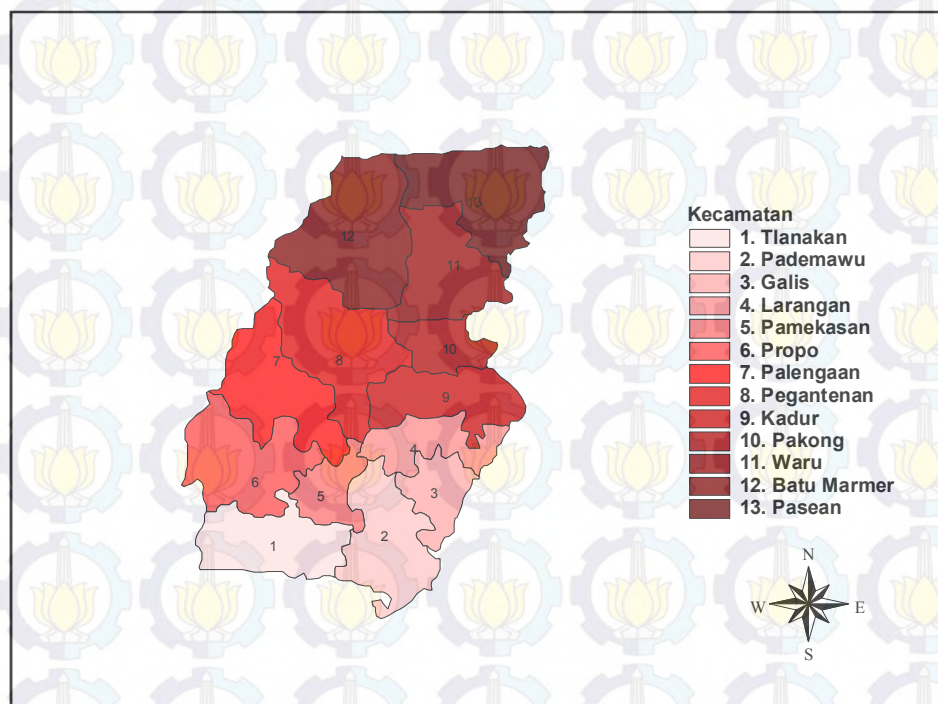 13
12
11
10
7
8
9
4
3
6
5
2
1
Kecamatan
1. Tlanakan
2. Pademawu
3. Galis
4. Larangan
5. Pamekasan
6. Propo
7. Palengaan
8. Pegantenan
9. Kadur
10. Pakong
11. Waru
12. Batu Marmer
13. Pasean
N
W E
S